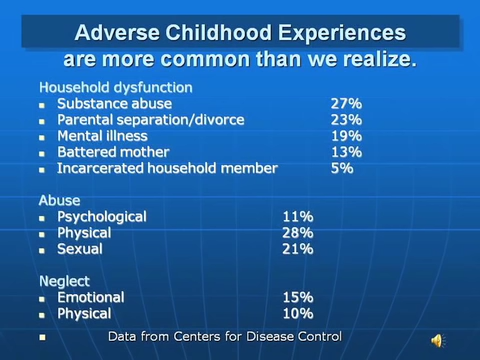 Adverse Childhood Experiences
are more common than we realize.
Household dysfunction
Substance abuse 27%
Parental separation/divorce 23%
Mental illness 19%
Battered mother 13%
Incarcerated household member 5%
Abuse
Psychological 11%
Physical 28%
Sexual 21%
Neglect
Emotional 15%
Physical 10%
Data from Centers for Disease Control